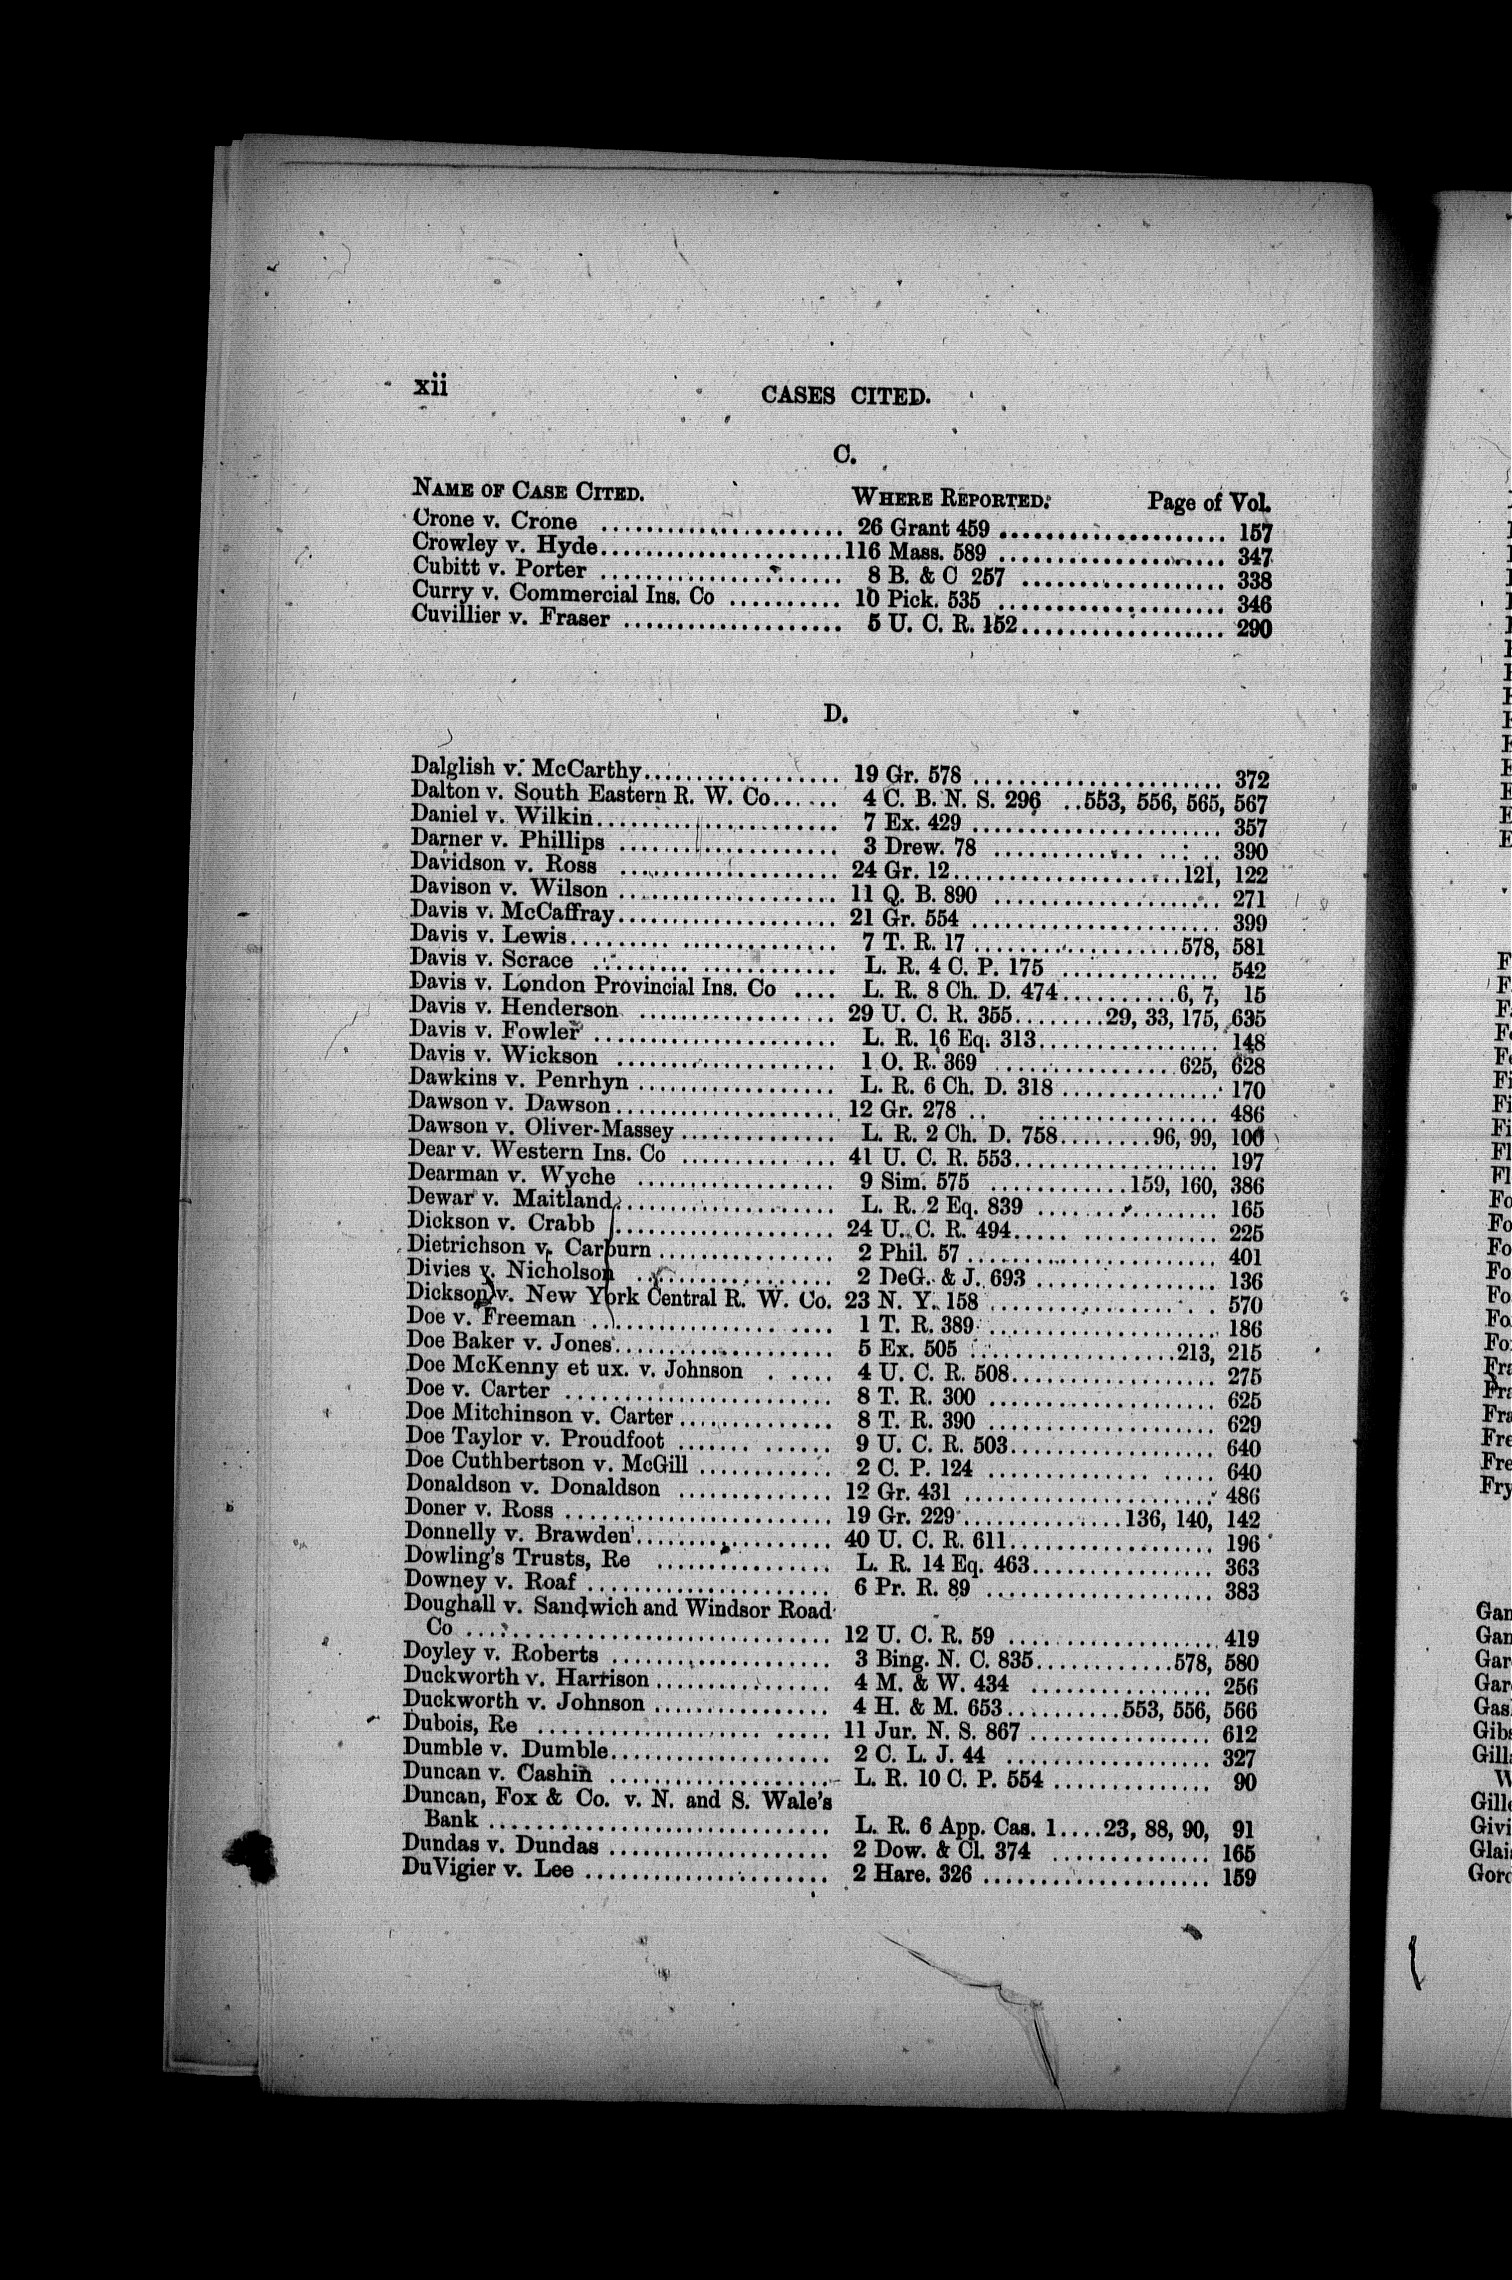 xii
CASES CITED.
C.
NAME OF CASE CITED. WHERE REPORTED. Page of Vol.
Crone v. Crone ...................... 26 Grant 459 .................... 157
Crowley v. Hyde.....................116 Mass. 589 .................... 347
Cubitt v. Porter ...................... 8 B. & C 257 .................. 338
Curry v. Commercial Ins. Co .......... 10 Pick. 535 .................... 346
Cuvillier v. Fraser ................... 5 U. C. R. 152.................. 290
D.
Dalglish v. McCarthy................. 19 Gr. 578 ...................... 372
Dalton v. South Eastern R. W. Co...... 4 C. B. N. S. 296 ..553, 556, 565, 567
Daniel v. Wilkin..................... 7 Ex. 429 ...................... 357
Darner v. Phillips ................... 3 Drew. 78 .................... 390
Davidson v. Ross ................... 24 Gr. 12....................121, 122
Davison v. Wilson ................... 11 Q. B. 890 .................... 271
Davis v. McCaffray................... 21 Gr. 554 ...................... 399
Davis v. Lewis....................... 7 T. R. 17 ..................578, 581
Davis v. Scrace ..................... L. R. 4 C. P. 175 .............. 542
Davis v. London Provincial Ins. Co .... L. R. 8 Ch. D. 474..........6, 7, 15
Davis v. Henderson ................. 29 U. C. R. 355........29, 33, 175, 635
Davis v. Fowler ..................... L. R. 16 Eq. 313................ 148
Davis v. Wickson ................... 1 O. R. 369 ................625, 628
Dawkins v. Penrhyn ................. L. R. 6 Ch. D. 318 .............. 170
Dawson v. Dawson................... 12 Gr. 278 .. ................ 486
Dawson v. Oliver-Massey .............. L. R. 2 Ch. D. 758........96, 99, 100
Dear v. Western Ins. Co .............. 41 U. C. R. 553.................. 197
Dearman v. Wyche ................. 9 Sim. 575 ............159, 160, 386
Dewar v. Maitland................... L. R. 2 Eq. 839 ................ 165
Dickson v. Crabb ................... 24 U. C. R. 494.................. 225
Dietrichson v. Carburn ............... 2 Phil. 57 ...................... 401
Divies v. Nicholson ................. 2 DeG. & J. 693 ................ 136
Dickson v. New York Central R. W. Co. 23 N. Y. 158 .................. 570
Doe v. Freeman ..................... 1 T. R. 389 .................... 186
Doe Baker v. Jones................... 5 Ex. 505 ..................213, 215
Doe McKenny et ux. v. Johnson ..... 4 U. C. R. 508.................. 275
Doe v. Carter ....................... 8 T. R. 300 .................... 625
Doe Mitchinson v. Carter.............. 8 T. R. 390 .................... 629
Doe Taylor v. Proudfoot .............. 9 U. C. R. 503.................. 640
Doe Cuthbertson v. McGill ............ 2 C. P. 124 .................... 640
Donaldson v. Donaldson .............. 12 Gr. 431 ...................... 486
Doner v. Ross ....................... 19 Gr. 229 ..............136, 140, 142
Donnelly v. Brawden................. 40 U. C. R. 611.................. 196
Dowling's Trusts, Re ................ L. R. 14 Eq. 463................ 363
Downey v. Roaf ..................... 6 Pr. R. 89 .................... 383
Doughall v. Sandwich and Windsor Road
Co ................................ 12 U. C. R. 59 .................. 419
Doyley v. Roberts ................... 3 Bing. N. C. 835............578, 580
Duckworth v. Harrison ................ 4 M. & W. 434 ................ 256
Duckworth v. Johnson ................ 4 H. & M. 653..........553, 556, 566
Dubois, Re ......................... 11 Jur. N. S. 867 ................ 612
Dumble v. Dumble................... 2 C. L. J. 44 .................. 327
Duncan v. Cashin ................... L. R. 10 C. P. 554 .............. 90
Duncan, Fox & Co. v. N. and S. Wale's
Bank .............................. L. R. 6 App. Cas. 1....23, 88, 90, 91
Dundas v. Dundas ................... 2 Dow. & Cl. 374 .............. 165
DuVigier v. Lee ..................... 2 Hare. 326 .................... 159